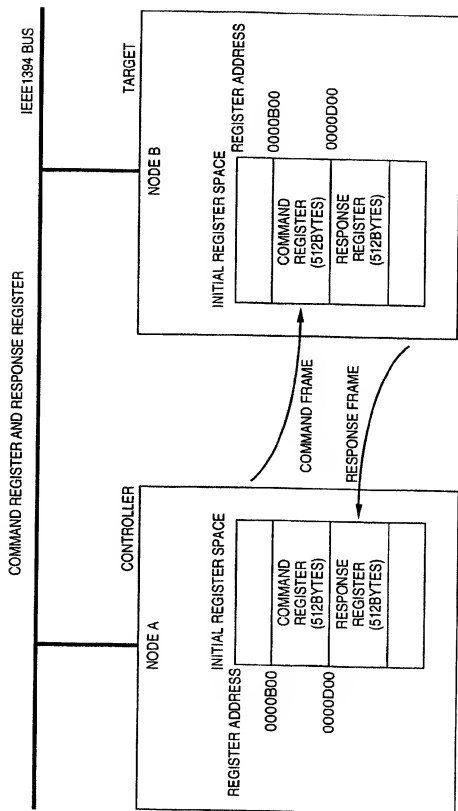 COMMAND REGISTER AND RESPONSE REGISTER
IEEE1394 BUS
CONTROLLER
NODE A
INITIAL REGISTER SPACE
REGISTER ADDRESS
0000B00
COMMAND
REGISTER
(512BYTES)
0000D00
RESPONSE
REGISTER
(512BYTES)
COMMAND FRAME
RESPONSE FRAME
TARGET
NODE B
INITIAL REGISTER SPACE
REGISTER ADDRESS
0000B00
COMMAND
REGISTER
(512BYTES)
0000D00
RESPONSE
REGISTER
(512BYTES)